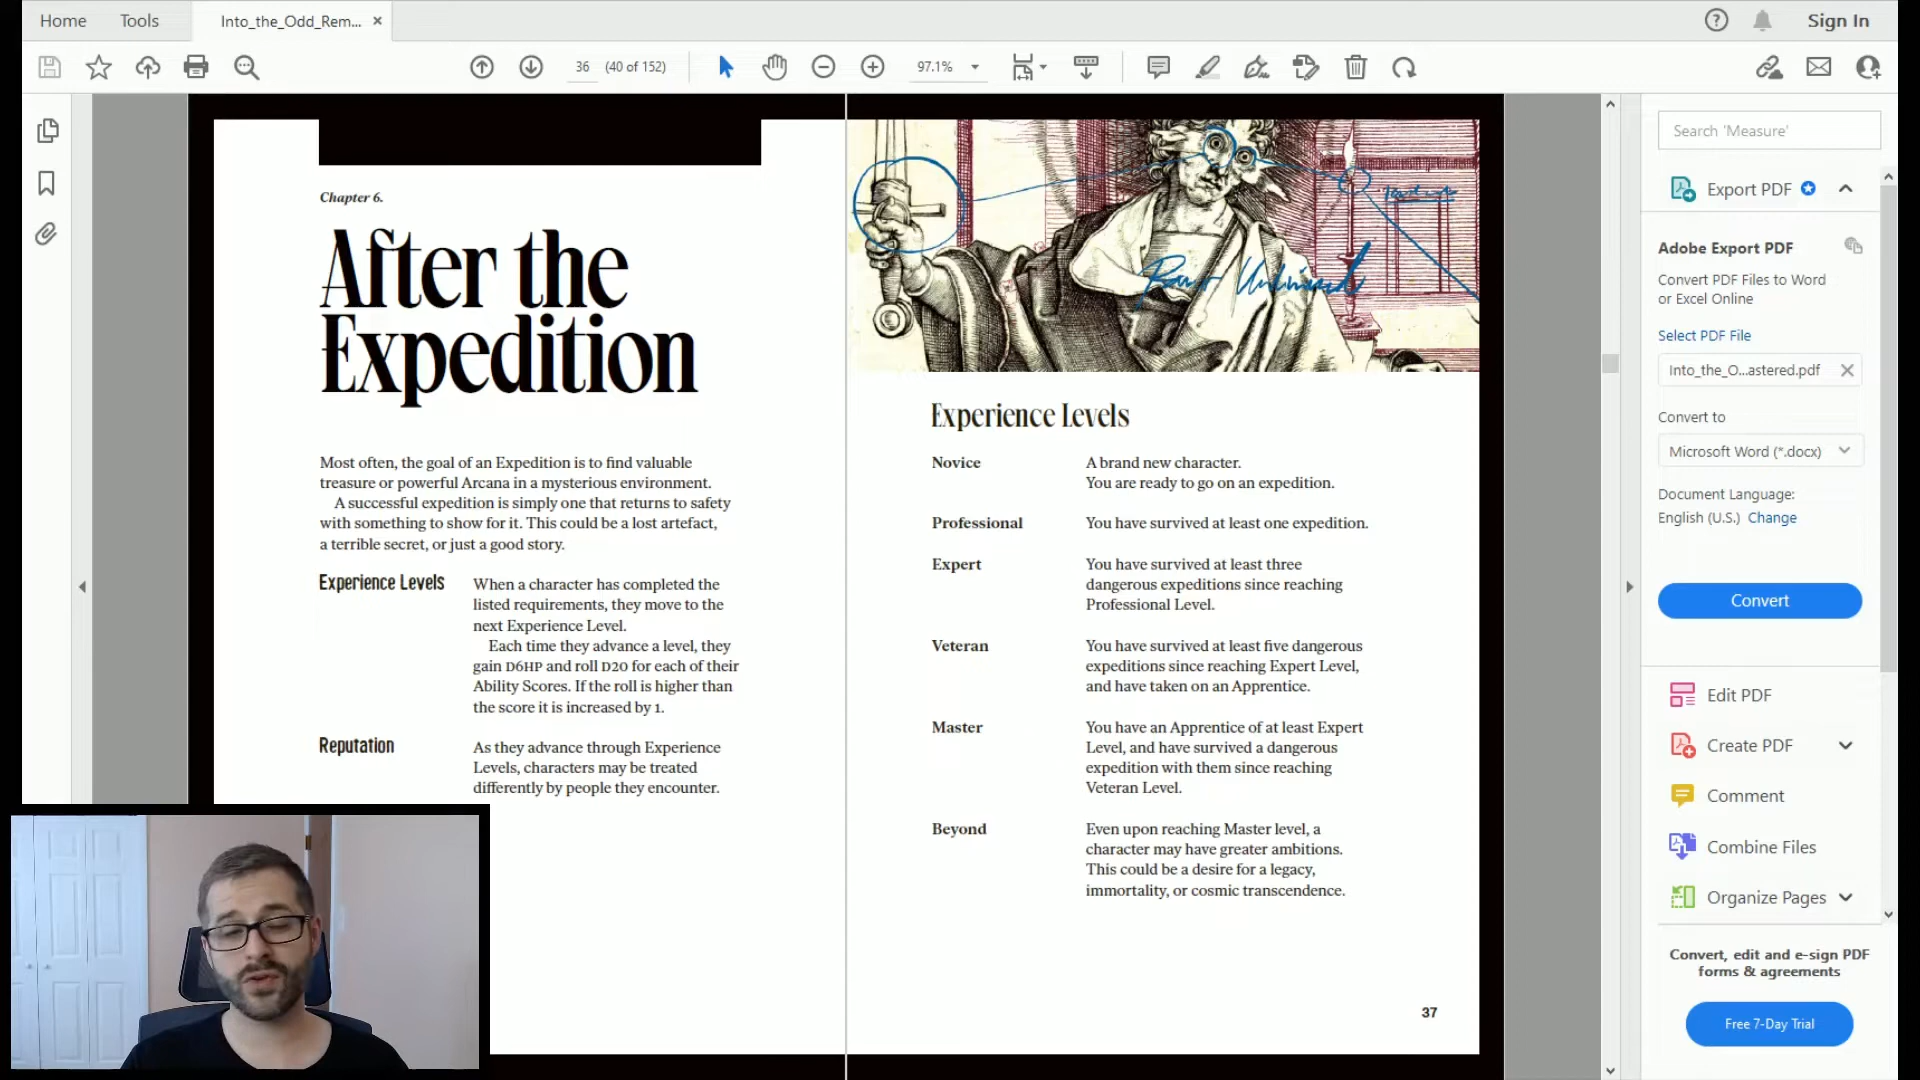 Home
Tools
Into_the_Odd_Rem...
Sign In
36 (40 of 152)
97.1%
Chapter 6.
After the
Expedition
Most often, the goal of an Expedition is to find valuable
treasure or powerful Arcana in a mysterious environment.
A successful expedition is simply one that returns to safety
with something to show for it. This could be a lost artefact,
a terrible secret, or just a good story.
Experience Levels
When a character has completed the
listed requirements, they move to the
next Experience Level.
Each time they advance a level, they
gain D6HP and roll D20 for each of their
Ability Scores. If the roll is higher than
the score it is increased by 1.
Reputation
As they advance through Experience
Levels, characters may be treated
differently by people they encounter.
Experience Levels
Novice
A brand new character.
You are ready to go on an expedition.
Professional
You have survived at least one expedition.
Expert
You have survived at least three
dangerous expeditions since reaching
Professional Level.
Veteran
You have survived at least five dangerous
expeditions since reaching Expert Level,
and have taken on an Apprentice.
Master
You have an Apprentice of at least Expert
Level, and have survived a dangerous
expedition with them since reaching
Veteran Level.
Beyond
Even upon reaching Master level, a
character may have greater ambitions.
This could be a desire for a legacy,
immortality, or cosmic transcendence.
37
Search 'Measure'
Export PDF
Adobe Export PDF
Convert PDF Files to Word
or Excel Online
Select PDF File
Into_the_O...astered.pdf
Convert to
Microsoft Word (*.docx)
Document Language:
English (U.S.) Change
Convert
Edit PDF
Create PDF
Comment
Combine Files
Organize Pages
Convert, edit and e-sign PDF
forms & agreements
Free 7-Day Trial